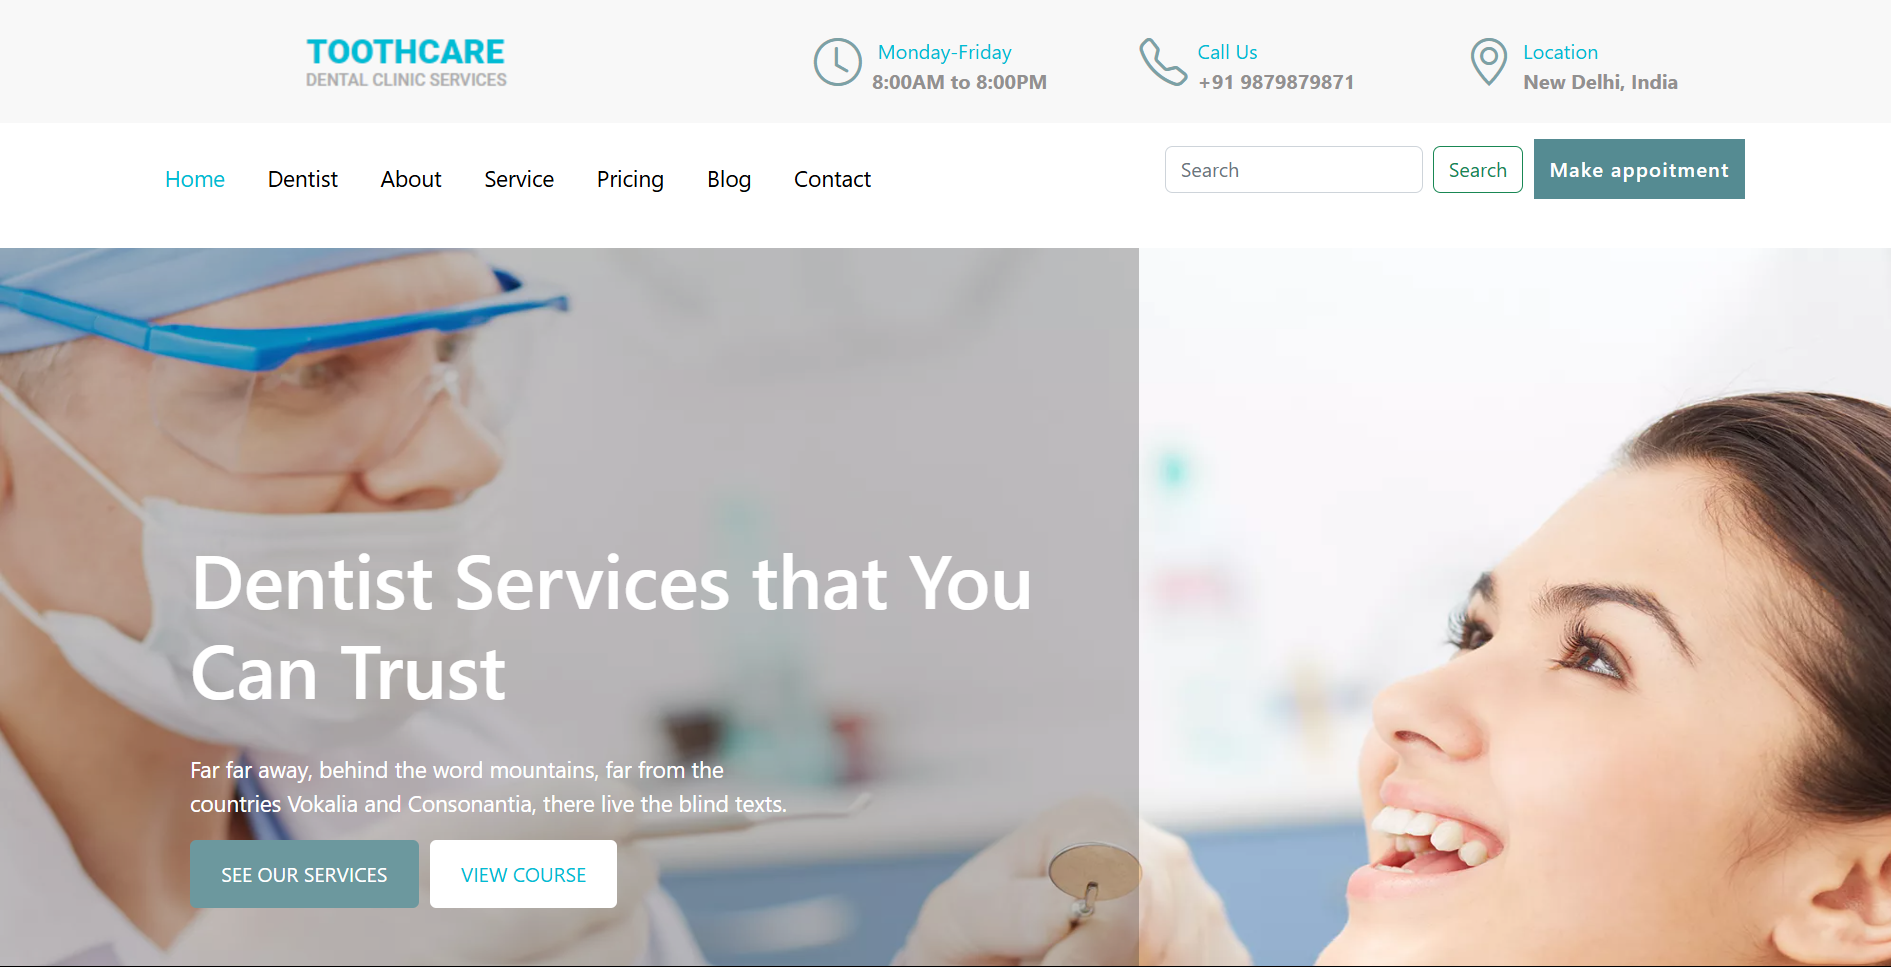 TOOTHCARE
DENTAL CLINIC SERVICES
Monday-Friday
8:00AM to 8:00PM
Call Us
+91 9879879871
Location
New Delhi, India
Home Dentist About Service Pricing Blog Contact
Search Search Make appoitment
Dentist Services that You
Can Trust
Far far away, behind the word mountains, far from the
countries Vokalia and Consonantia, there live the blind texts.
SEE OUR SERVICES VIEW COURSE